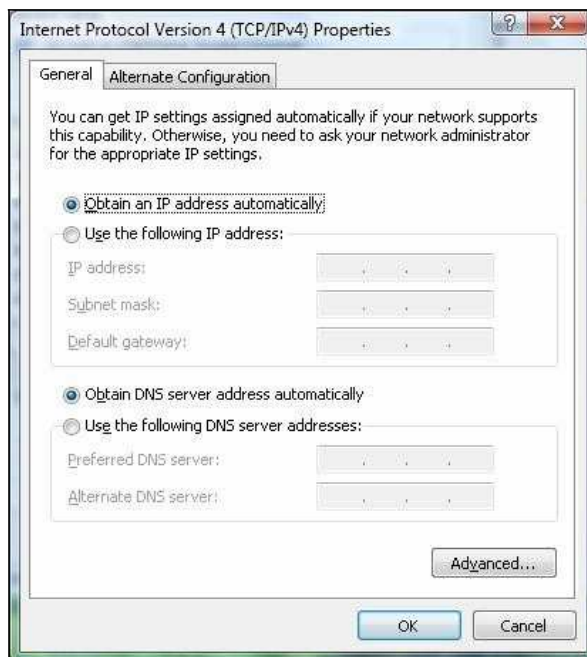 Internet Protocol Version 4 (TCP/IPv4) Properties
?
General
Alternate Configuration
You can get IP settings assigned automatically if your network supports
this capability. Otherwise, you need to ask your network administrator
for the appropriate IP settings.
Obtain an IP address automatically
Use the following IP address:
IP address:
Subnet mask:
Default gateway:
Obtain DNS server address automatically
Use the following DNS server addresses:
Preferred DNS server:
Alternate DNS server:
Advanced...
OK
Cancel